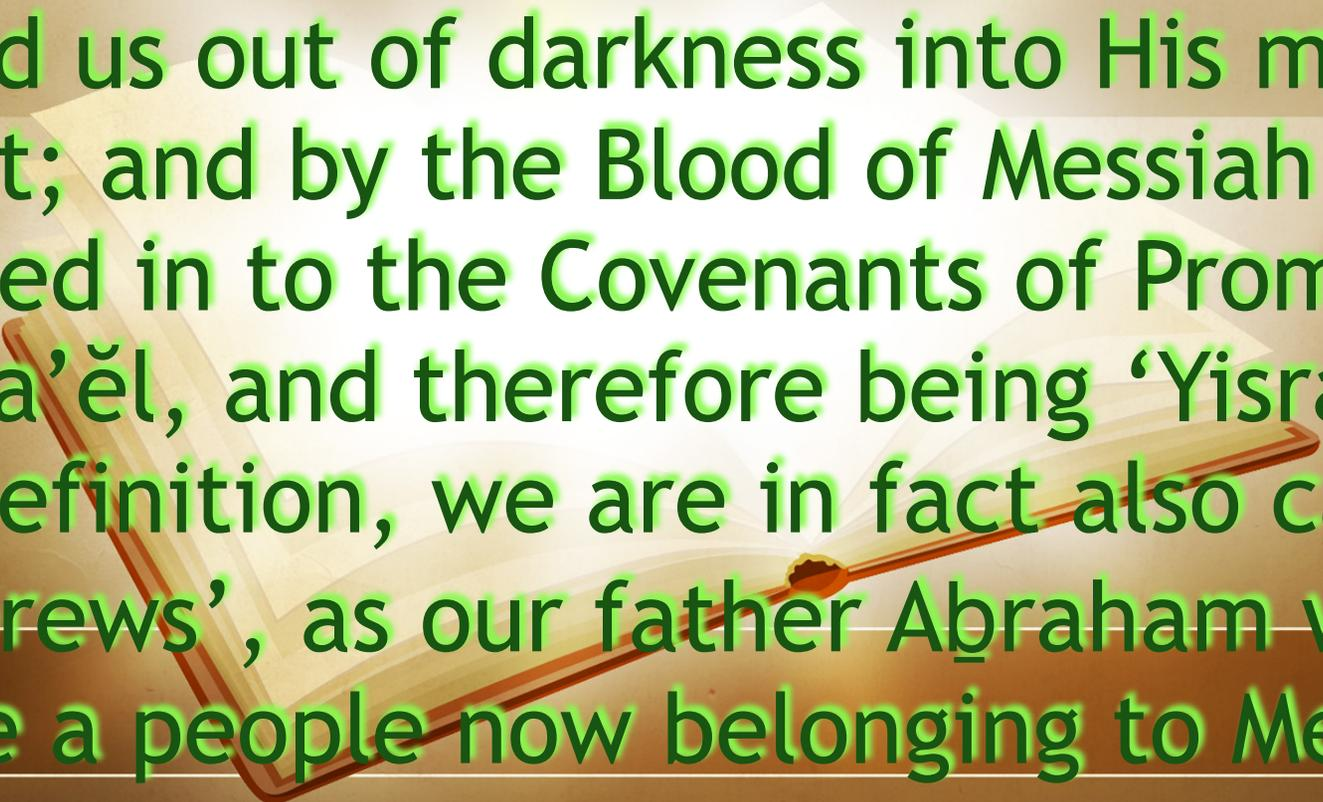 d us out of darkness into His m
t; and by the Blood of Messiah
ed in to the Covenants of Prom
a’ĕl, and therefore being ‘Yisra
efinition, we are in fact also ca
rews’, as our father Aḇraham w
e a people now belonging to Me